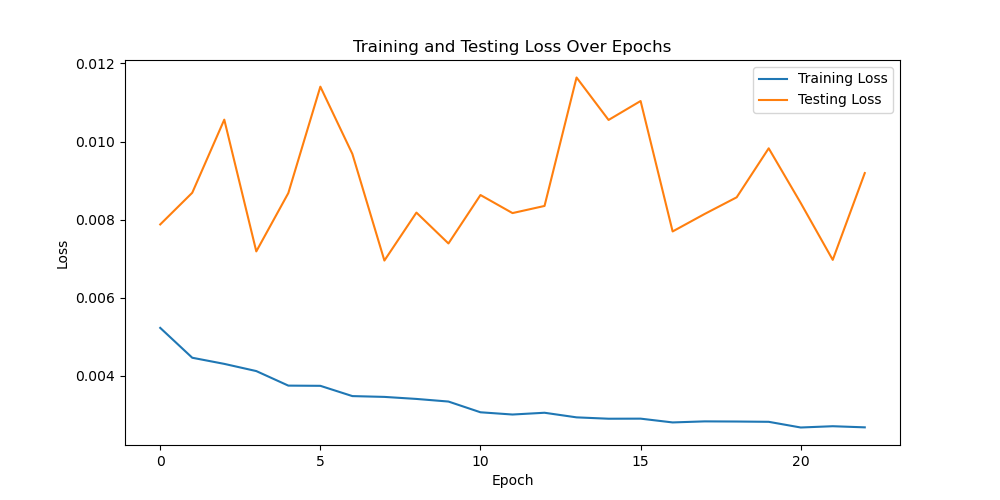 Training and Testing Loss Over Epochs
0.012
0.010
0.008
0.006
0.004
Loss
Training Loss
Testing Loss
0
5
10
15
20
Epoch